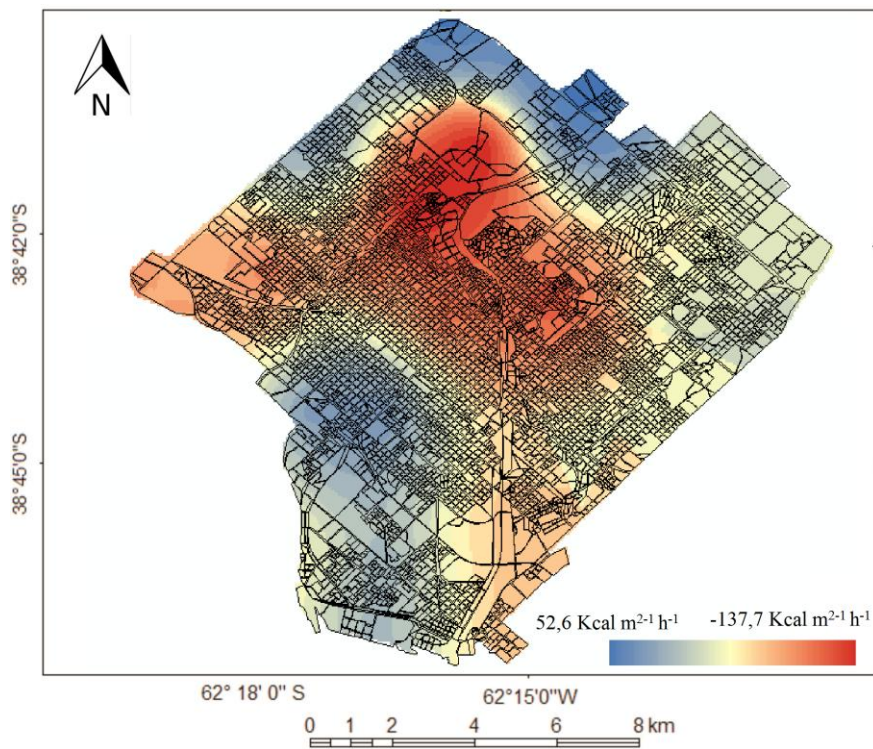 N
38°42'0"S
38°45'0"S
52,6 Kcal m²⁻¹ h⁻¹ -137,7 Kcal m²⁻¹ h⁻¹
62° 18' 0" S 62°15'0"W
0 1 2 4 6 8 km